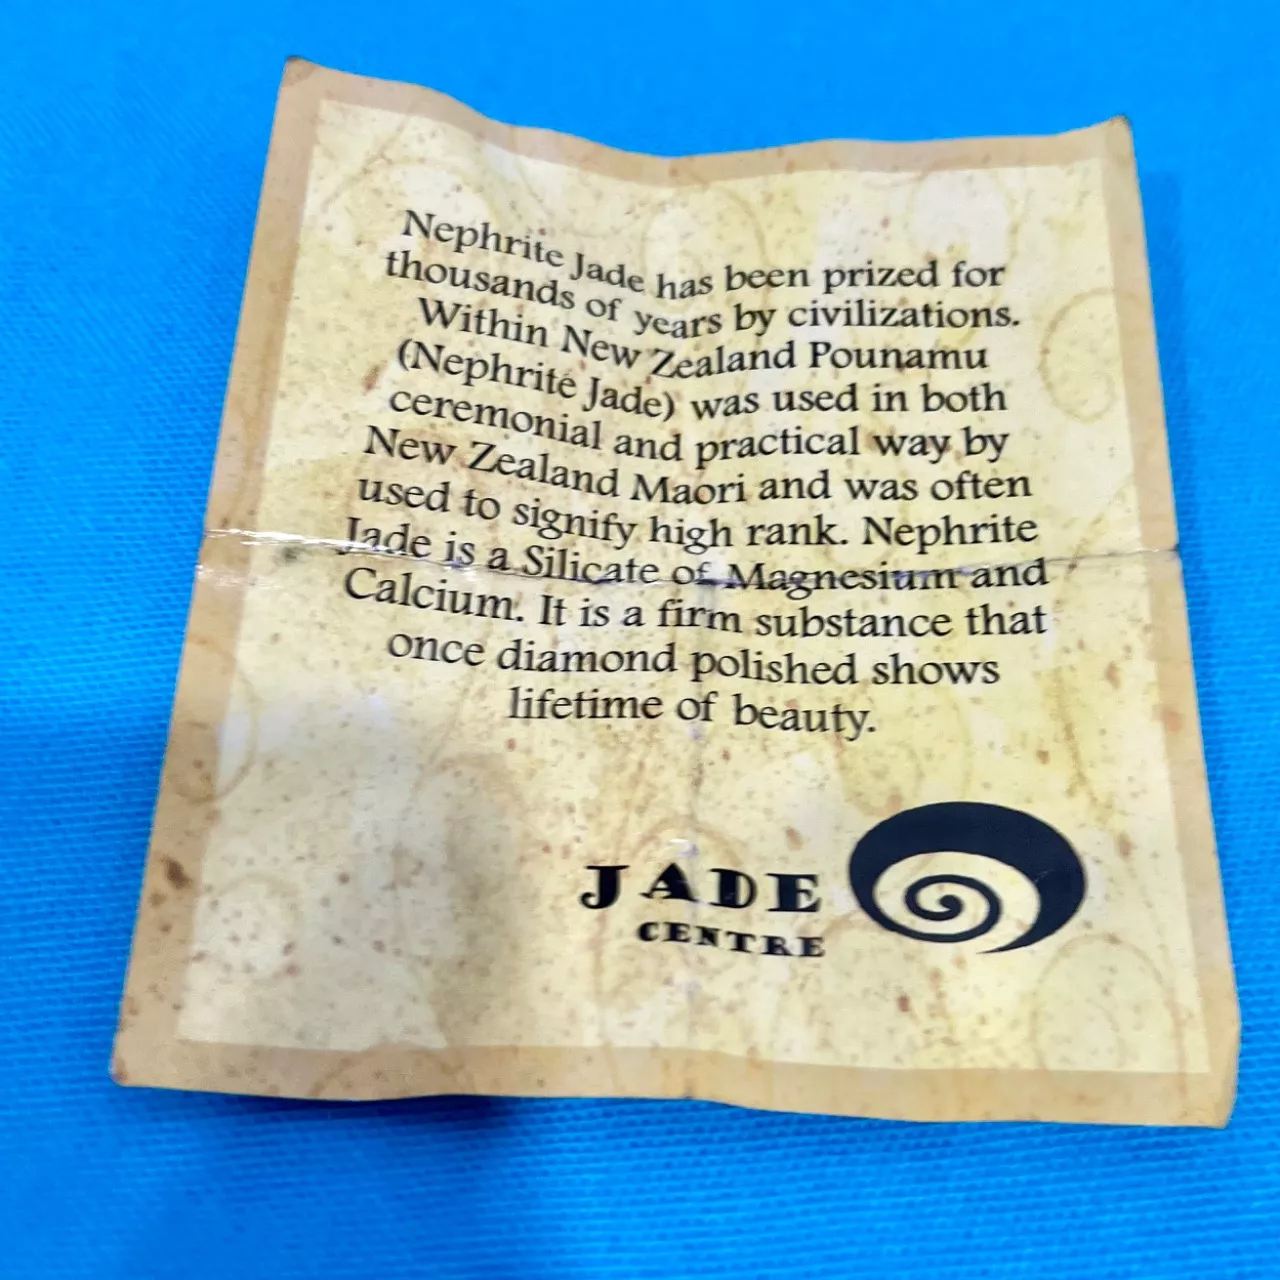 Nephrite Jade has been prized for
thousands of years by civilizations.
Within New Zealand Pounamu
(Nephrite Jade) was used in both
ceremonial and practical way by
New Zealand Maori and was often
used to signify high rank. Nephrite
Jade is a Silicate of Magnesium and
Calcium. It is a firm substance that
once diamond polished shows
lifetime of beauty.
JADE
CENTRE